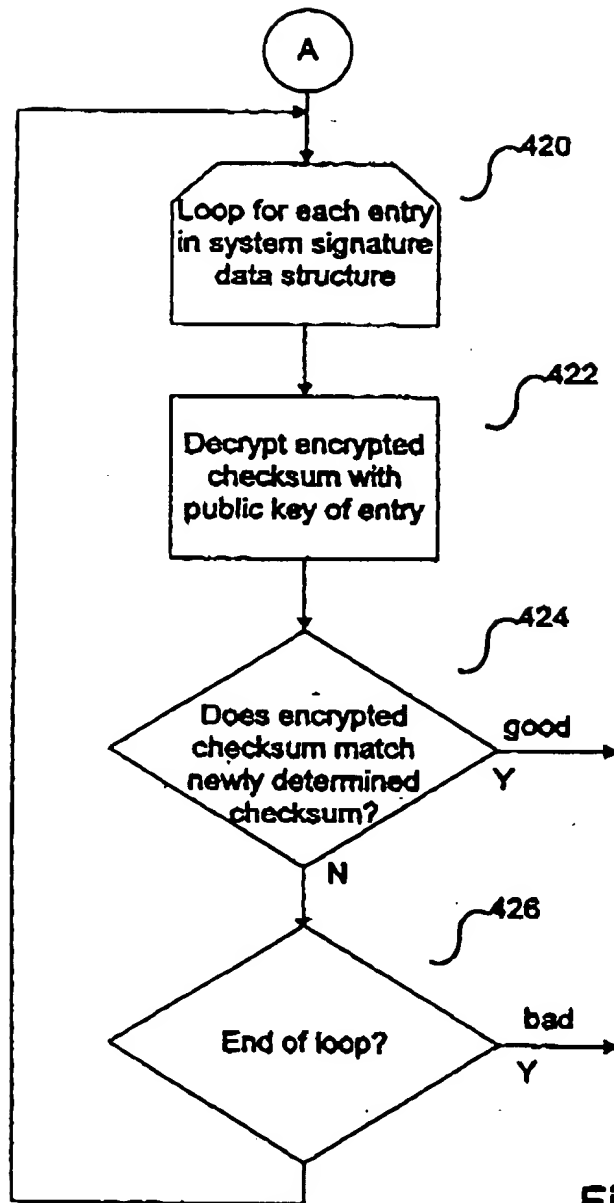 A
420
Loop for each entry
in system signature
data structure
422
Decrypt encrypted
checksum with
public key of entry
424
Does encrypted
checksum match
newly determined
checksum?
good
Y
N
426
End of loop?
bad
Y